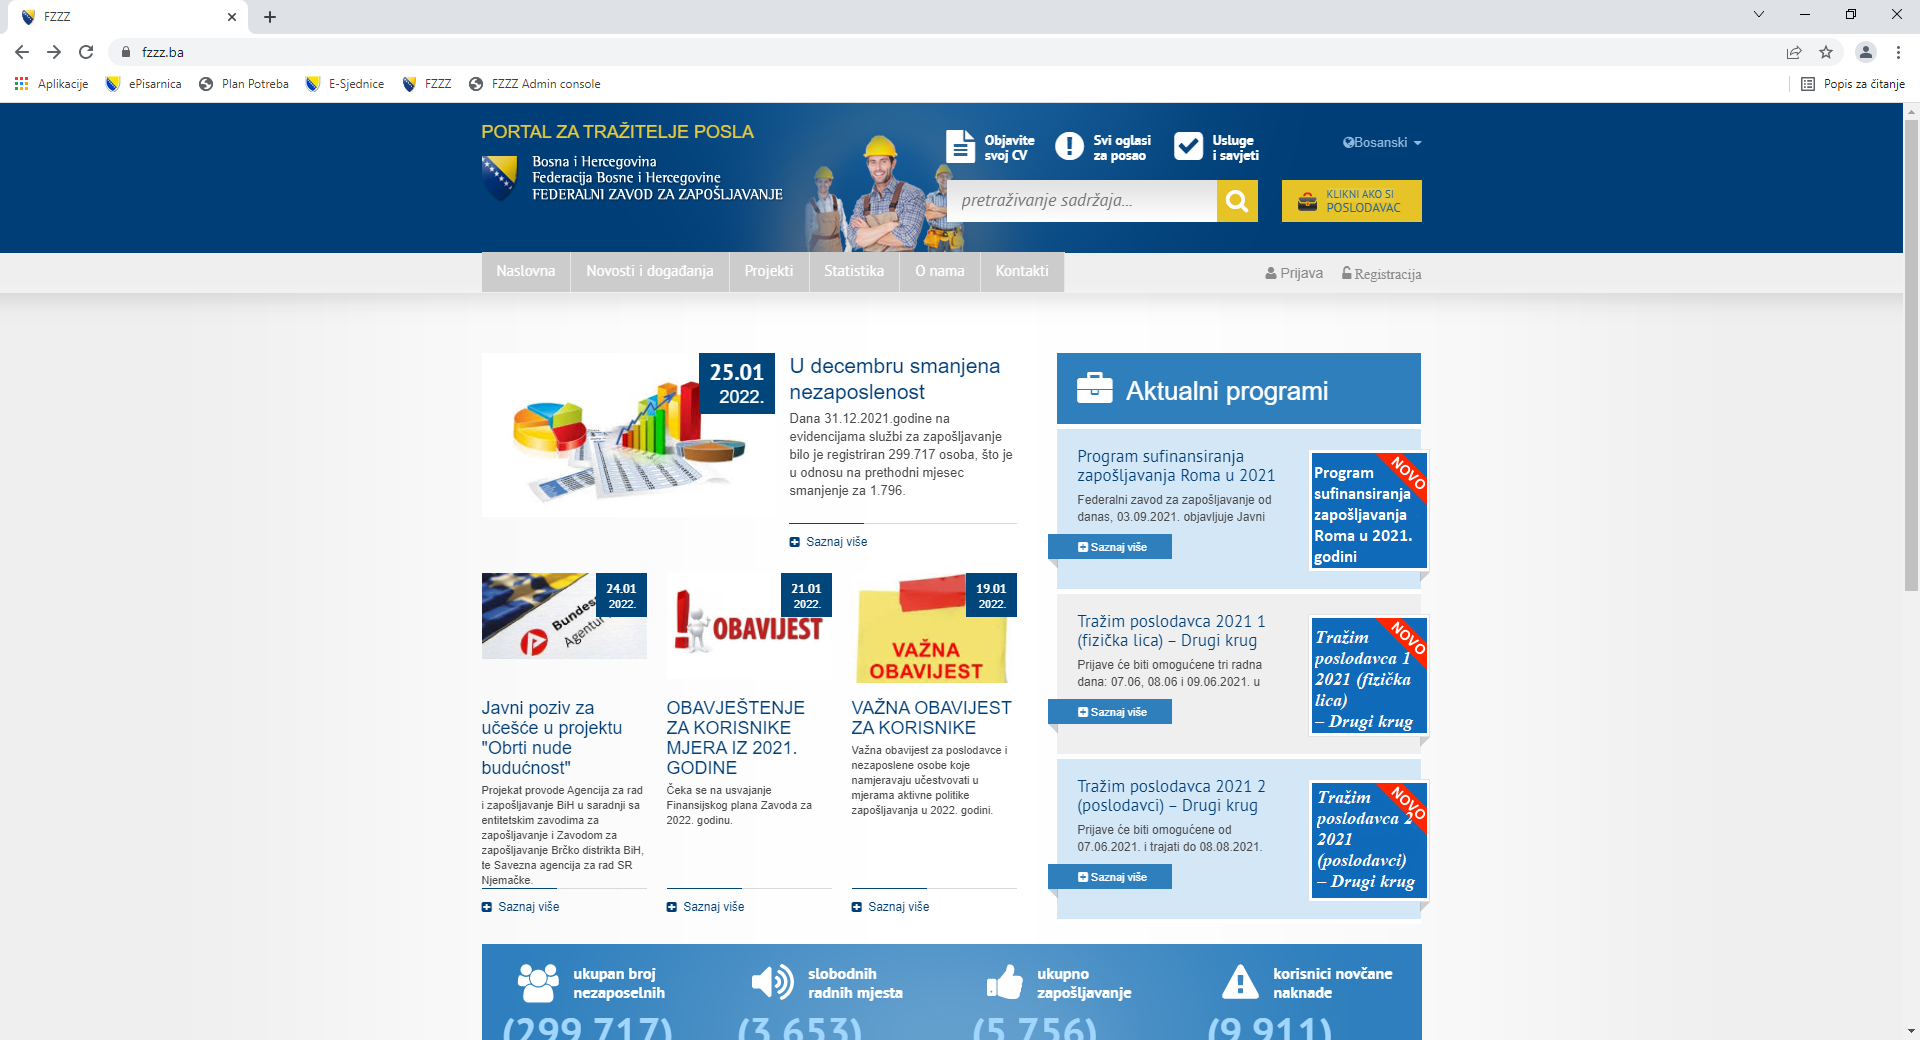 FZZZ
fzzz.ba
Aplikacije
ePisarnica
Plan Potreba
E-Sjednice
FZZZ
FZZZ Admin console
Popis za čitanje
PORTAL ZA TRAŽITELJE POSLA
Bosna i Hercegovina
Federacija Bosne i Hercegovine
FEDERALNI ZAVOD ZA ZAPOŠLJAVANJE
Objavite
svoj CV
Svi oglasi
za posao
Usluge
i savjeti
Bosanski
pretraživanje sadržaja...
KLIKNI AKO SI
POSLODAVAC
Naslovna
Novosti i događanja
Projekti
Statistika
O nama
Kontakti
Prijava
Registracija
25.01
2022.
U decembru smanjena
nezaposlenost
Dana 31.12.2021.godine na
evidencijama službi za zapošljavanje
bilo je registriran 299.717 osoba, što je
u odnosu na prethodni mjesec
smanjenje za 1.796.
Saznaj više
Bundes
Agentur
24.01
2022.
Javni poziv za
učešće u projektu
"Obrti nude
budućnost"
Projekat provode Agencija za rad
i zapošljavanje BiH u saradnji sa
entitetskim zavodima za
zapošljavanje i Zavodom za
zapošljavanje Brčko distrikta BiH,
te Savezna agencija za rad SR
Njemačke.
Saznaj više
OBAVIJEST
21.01
2022.
OBAVJEŠTENJE
ZA KORISNIKE
MJERA IZ 2021.
GODINE
Čeka se na usvajanje
Finansijskog plana Zavoda za
2022. godinu.
Saznaj više
VAŽNA
OBAVIJEST
19.01
2022.
VAŽNA OBAVIJEST
ZA KORISNIKE
Važna obavijest za poslodavce i
nezaposlene osobe koje
namjeravaju učestvovati u
mjerama aktivne politike
zapošljavanja u 2022. godini.
Saznaj više
Aktualni programi
Program sufinansiranja
zapošljavanja Roma u 2021
Federalni zavod za zapošljavanje od
danas, 03.09.2021. objavljuje Javni
Saznaj više
NOVO
Program
sufinansiranja
zapošljavanja
Roma u 2021.
godini
Tražim poslodavca 2021 1
(fizička lica) – Drugi krug
Prijave će biti omogućene tri radna
dana: 07.06, 08.06 i 09.06.2021. u
Saznaj više
NOVO
Tražim
poslodavca 1
2021 (fizička
lica)
– Drugi krug
Tražim poslodavca 2021 2
(poslodavci) – Drugi krug
Prijave će biti omogućene od
07.06.2021. i trajati do 08.08.2021.
Saznaj više
NOVO
Tražim
poslodavca 2
2021
(poslodavci)
– Drugi krug
ukupan broj
nezaposelnih
(299.717)
slobodnih
radnih mjesta
(3.653)
ukupno
zapošljavanje
(5.756)
korisnici novčane
naknade
(9.911)